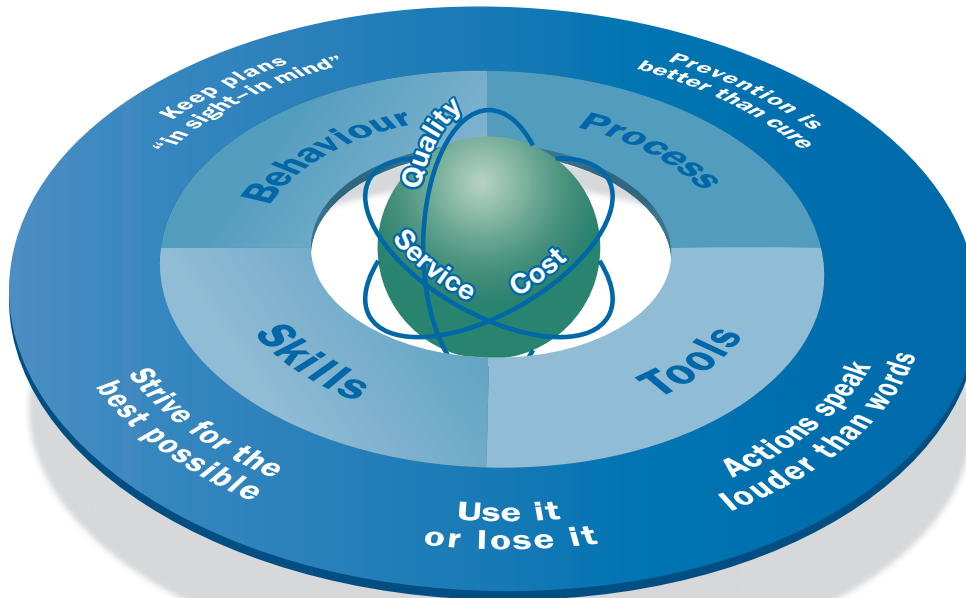 Keep plans
“in sight–in mind”
Prevention is
better than cure
Behaviour
Process
Quality
Service
Cost
Skills
Tools
Strive for the
best possible
Use it
or lose it
Actions speak
louder than words